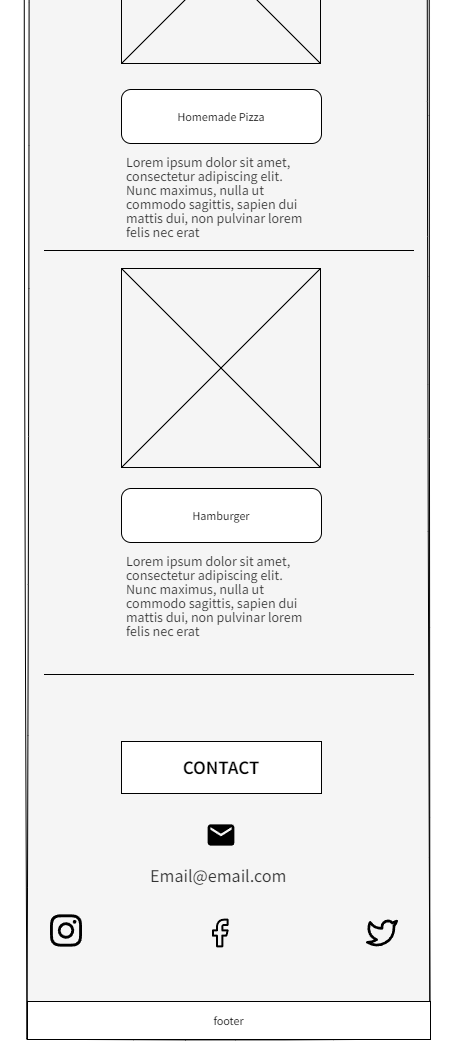 Homemade Pizza
Lorem ipsum dolor sit amet,
consectetur adipiscing elit.
Nunc maximus, nulla ut
commodo sagittis, sapien dui
mattis dui, non pulvinar lorem
felis nec erat
Hamburger
Lorem ipsum dolor sit amet,
consectetur adipiscing elit.
Nunc maximus, nulla ut
commodo sagittis, sapien dui
mattis dui, non pulvinar lorem
felis nec erat
CONTACT
Email@email.com
footer